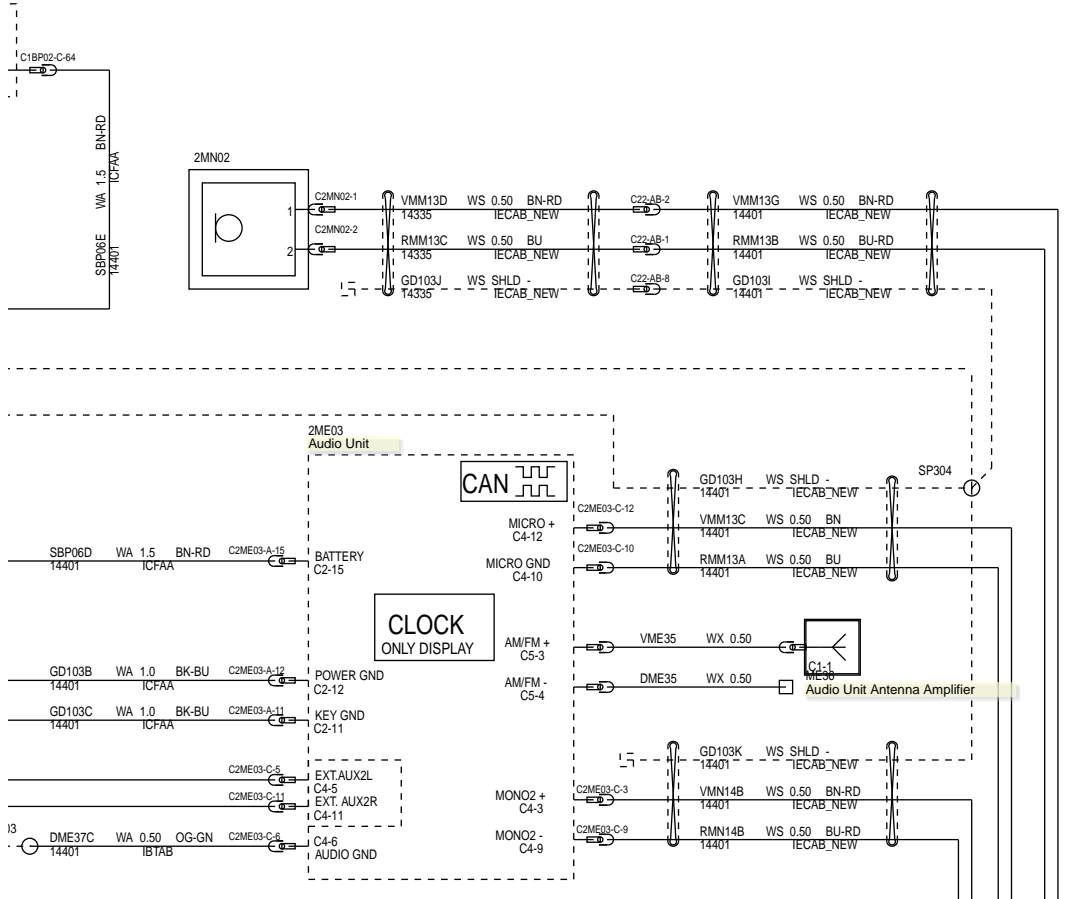 C1BP02-C-64
SBP06E WA 1.5 BN-RD
14401 ICFAA
2MN02
1
2
C2MN02-1
C2MN02-2
VMM13D WS 0.50 BN-RD
14335 IECAB_NEW
C22-AB-2
VMM13G WS 0.50 BN-RD
14401 IECAB_NEW
RMM13C WS 0.50 BU
14335 IECAB_NEW
C22-AB-1
RMM13B WS 0.50 BU-RD
14401 IECAB_NEW
GD103J WS SHLD -
14335 IECAB_NEW
C22-AB-8
GD103I WS SHLD -
14401 IECAB_NEW
2ME03
Audio Unit
CAN
SP304
GD103H WS SHLD -
14401 IECAB_NEW
C2ME03-C-12
MICRO +
C4-12
VMM13C WS 0.50 BN
14401 IECAB_NEW
SBP06D WA 1.5 BN-RD
14401 ICFAA
C2ME03-A-15
BATTERY
C2-15
C2ME03-C-10
MICRO GND
C4-10
RMM13A WS 0.50 BU
14401 IECAB_NEW
CLOCK
ONLY DISPLAY
AM/FM +
C5-3
VME35 WX 0.50
C1-1
ME36
Audio Unit Antenna Amplifier
AM/FM -
C5-4
DME35 WX 0.50
GD103B WA 1.0 BK-BU
14401 ICFAA
C2ME03-A-12
POWER GND
C2-12
GD103C WA 1.0 BK-BU
14401 ICFAA
C2ME03-A-11
KEY GND
C2-11
GD103K WS SHLD -
14401 IECAB_NEW
C2ME03-C-5
EXT.AUX2L
C4-5
C2ME03-C-11
EXT. AUX2R
C4-11
MONO2 +
C4-3
C2ME03-C-3
VMN14B WS 0.50 BN-RD
14401 IECAB_NEW
03
DME37C WA 0.50 OG-GN
14401 IBTAB
C2ME03-C-6
C4-6
AUDIO GND
MONO2 -
C4-9
C2ME03-C-9
RMN14B WS 0.50 BU-RD
14401 IECAB_NEW